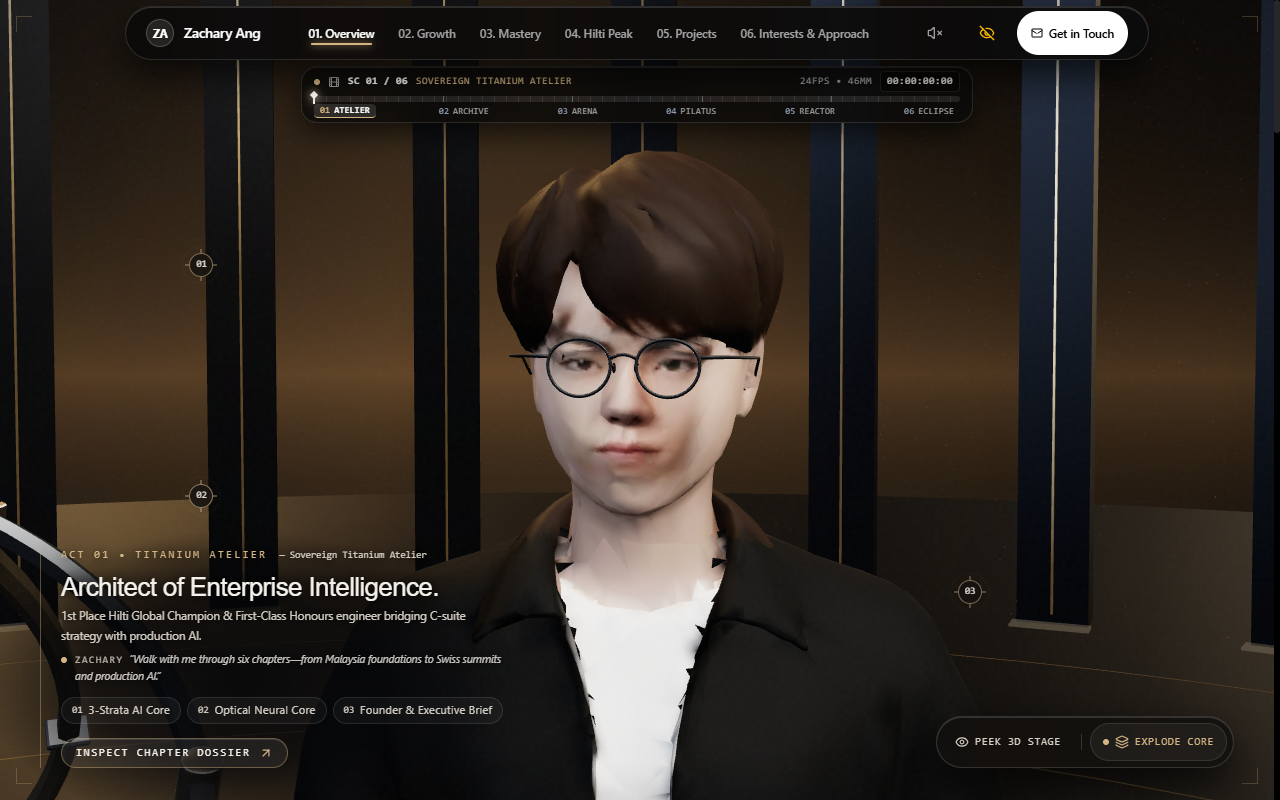 ZA Zachary Ang 01. Overview 02. Growth 03. Mastery 04. Hilti Peak 05. Projects 06. Interests & Approach Get in Touch
SC 01 / 06 SOVEREIGN TITANIUM ATELIER 24FPS • 46MM 00:00:00:00
01 ATELIER 02 ARCHIVE 03 ARENA 04 PILATUS 05 REACTOR 06 ECLIPSE
01
02
03
ACT 01 • TITANIUM ATELIER — Sovereign Titanium Atelier
Architect of Enterprise Intelligence.
1st Place Hilti Global Champion & First-Class Honours engineer bridging C-suite
strategy with production AI.
ZACHARY "Walk with me through six chapters—from Malaysia foundations to Swiss summits
and production AI."
01 3-Strata AI Core 02 Optical Neural Core 03 Founder & Executive Brief
INSPECT CHAPTER DOSSIER
PEEK 3D STAGE EXPLODE CORE